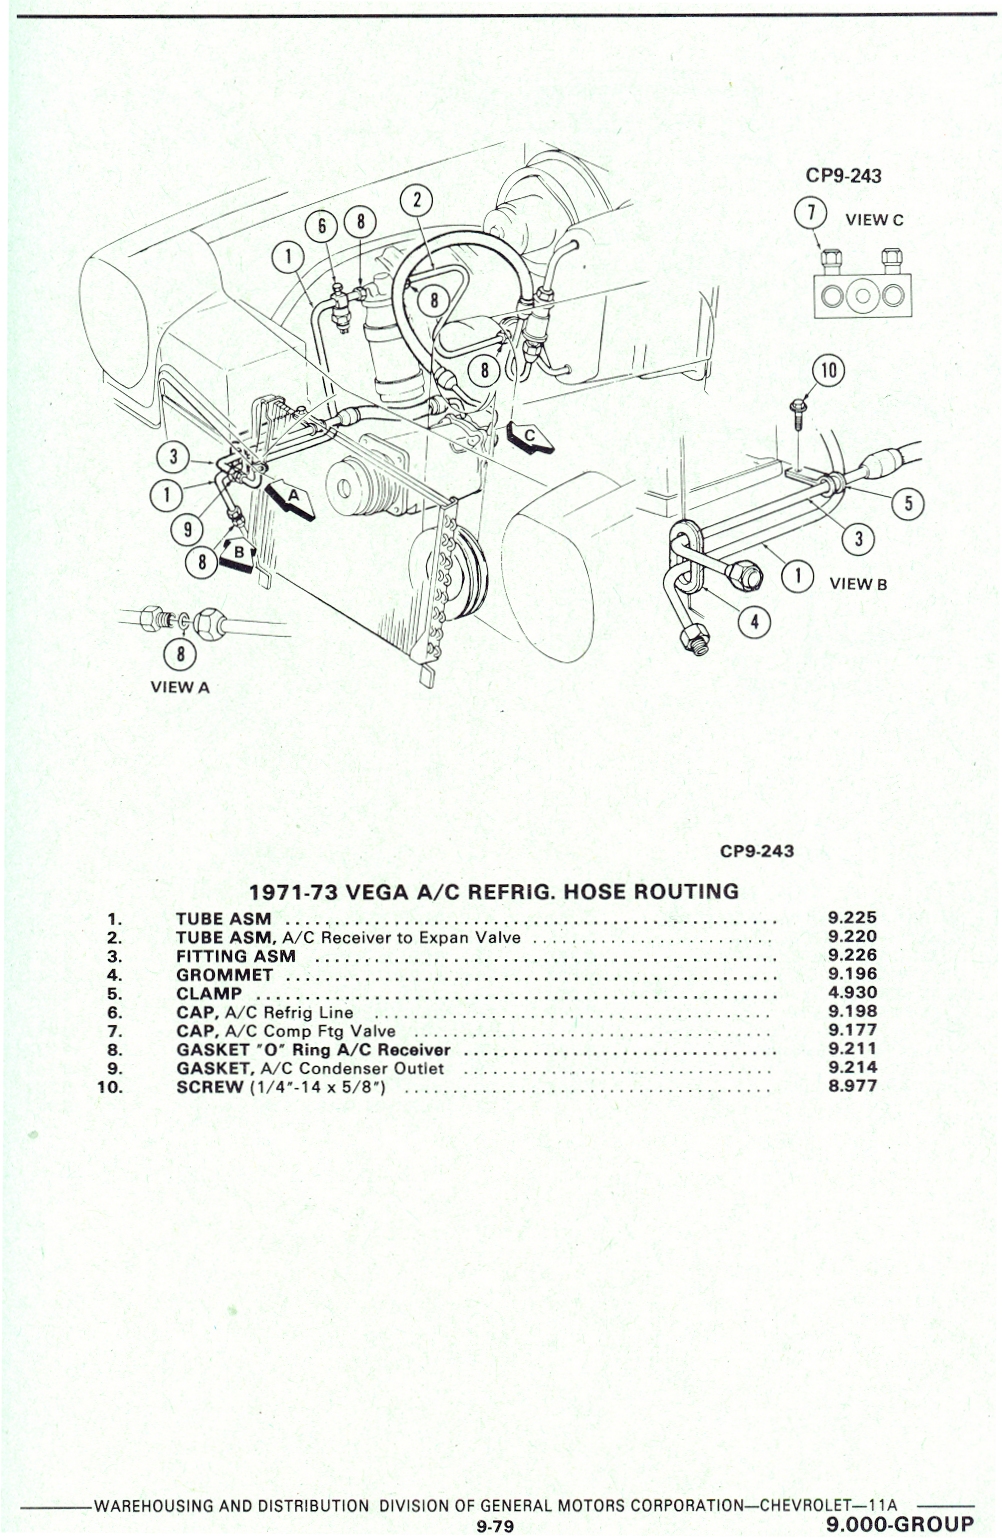 CP9-243
7 VIEW C
2
6 8
1
8
8
10
C
3
1
A
9
8 B
5
3
1 VIEW B
4
8
VIEW A
CP9-243
1971-73 VEGA A/C REFRIG. HOSE ROUTING
1. TUBE ASM ........ 9.225
2. TUBE ASM, A/C Receiver to Expan Valve ........ 9.220
3. FITTING ASM ........ 9.226
4. GROMMET ........ 9.196
5. CLAMP ........ 4.930
6. CAP, A/C Refrig Line ........ 9.198
7. CAP, A/C Comp Ftg Valve ........ 9.177
8. GASKET "O" Ring A/C Receiver ........ 9.211
9. GASKET, A/C Condenser Outlet ........ 9.214
10. SCREW (1/4"-14 x 5/8") ........ 8.977
WAREHOUSING AND DISTRIBUTION DIVISION OF GENERAL MOTORS CORPORATION—CHEVROLET—11A
9-79
9.000-GROUP